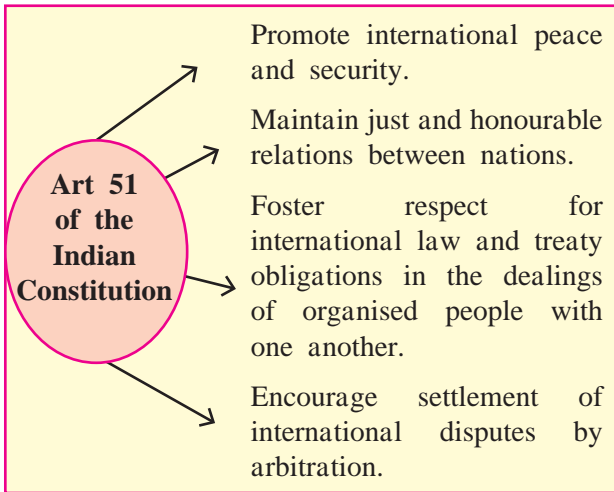 Art 51
of the
Indian
Constitution
Promote international peace
and security.
Maintain just and honourable
relations between nations.
Foster respect for
international law and treaty
obligations in the dealings
of organised people with
one another.
Encourage settlement of
international disputes by
arbitration.